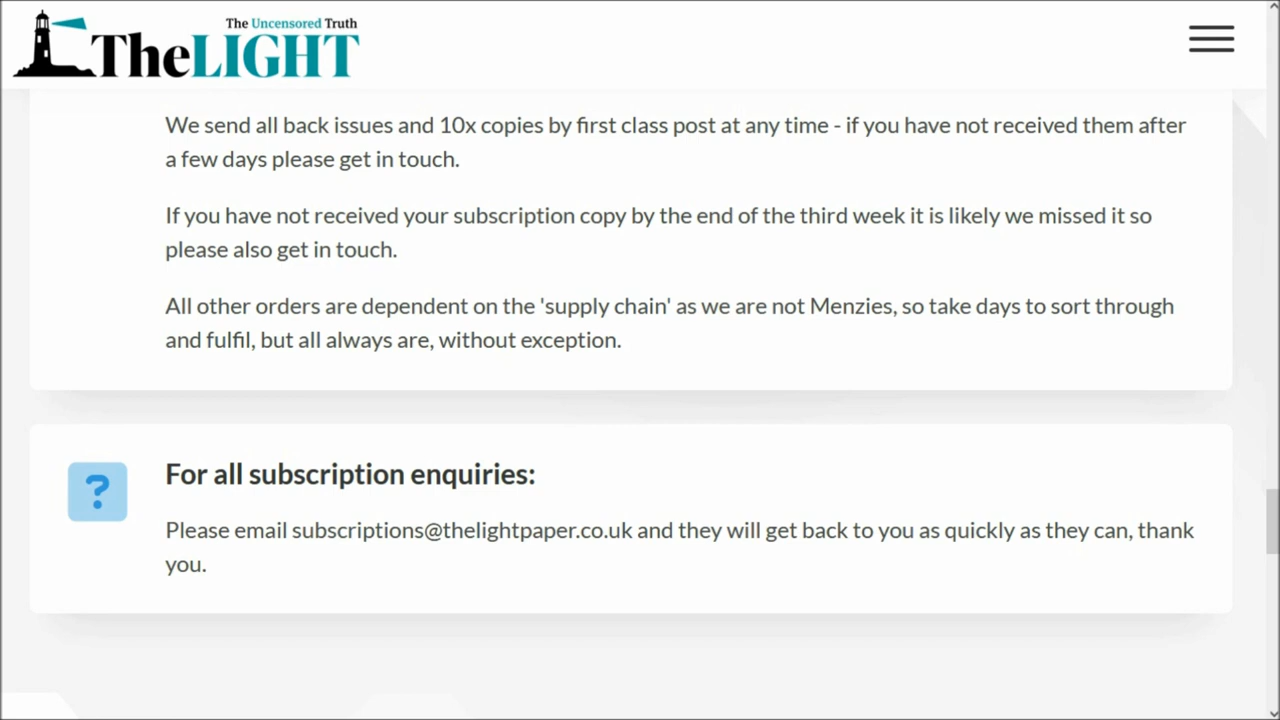 The Uncensored Truth
TheLIGHT
We send all back issues and 10x copies by first class post at any time - if you have not received them after
a few days please get in touch.
If you have not received your subscription copy by the end of the third week it is likely we missed it so
please also get in touch.
All other orders are dependent on the 'supply chain' as we are not Menzies, so take days to sort through
and fulfil, but all always are, without exception.
?
For all subscription enquiries:
Please email subscriptions@thelightpaper.co.uk and they will get back to you as quickly as they can, thank
you.